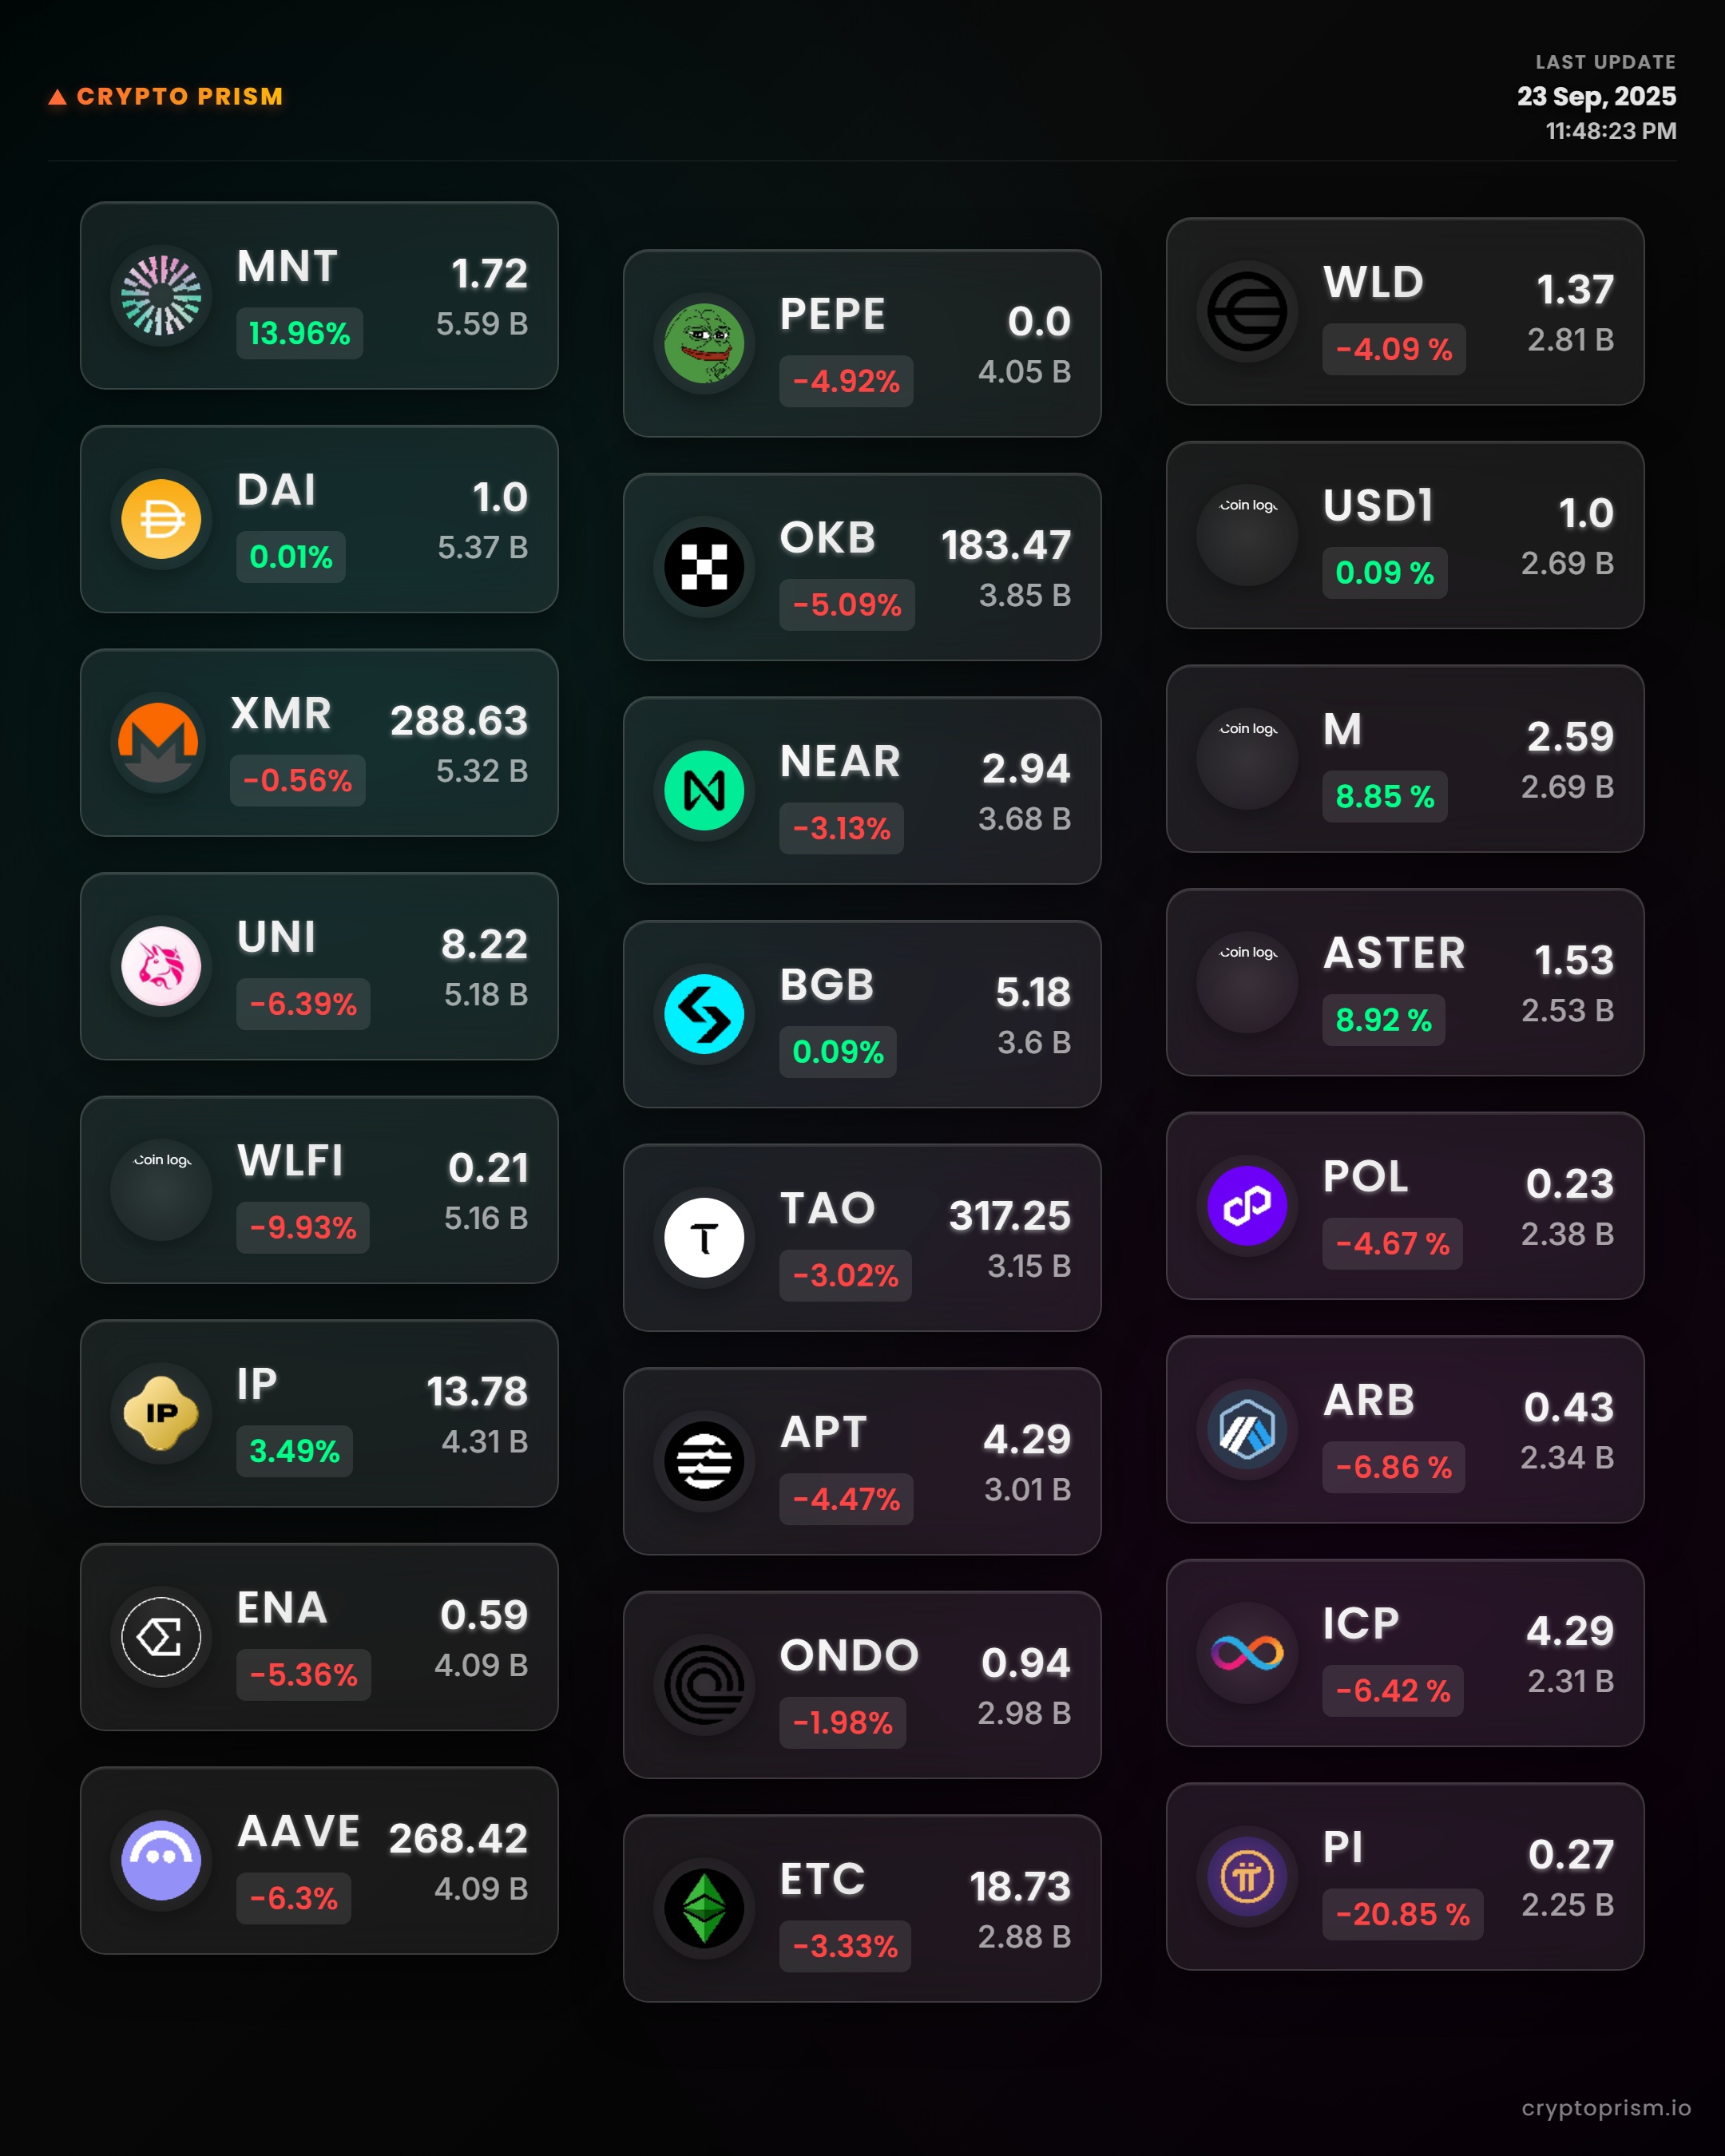 CRYPTO PRISM
LAST UPDATE
23 Sep, 2025
11:48:23 PM
MNT
1.72
13.96%
5.59 B
DAI
1.0
0.01%
5.37 B
XMR
288.63
-0.56%
5.32 B
UNI
8.22
-6.39%
5.18 B
Coin log
WLFI
0.21
-9.93%
5.16 B
IP
IP
13.78
3.49%
4.31 B
ENA
0.59
-5.36%
4.09 B
AAVE
268.42
-6.3%
4.09 B
PEPE
0.0
-4.92%
4.05 B
OKB
183.47
-5.09%
3.85 B
NEAR
2.94
-3.13%
3.68 B
BGB
5.18
0.09%
3.6 B
TAO
317.25
-3.02%
3.15 B
APT
4.29
-4.47%
3.01 B
ONDO
0.94
-1.98%
2.98 B
ETC
18.73
-3.33%
2.88 B
WLD
1.37
-4.09 %
2.81 B
Coin log
USD1
1.0
0.09 %
2.69 B
Coin log
M
2.59
8.85 %
2.69 B
Coin log
ASTER
1.53
8.92 %
2.53 B
POL
0.23
-4.67 %
2.38 B
ARB
0.43
-6.86 %
2.34 B
ICP
4.29
-6.42 %
2.31 B
PI
0.27
-20.85 %
2.25 B
cryptoprism.io